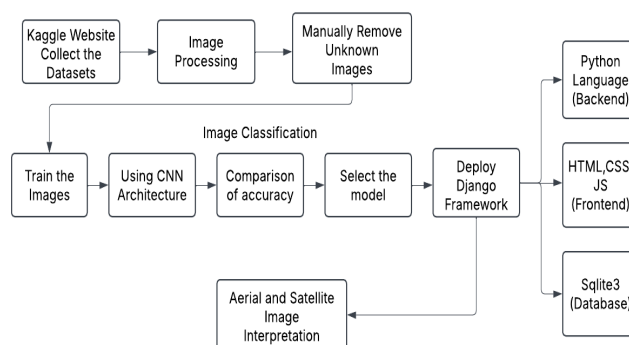 Kaggle Website
Collect the
Datasets
Image
Processing
Manually Remove
Unknown
Images
Image Classification
Train the
Images
Using CNN
Architecture
Comparison
of accuracy
Select the
model
Deploy
Django
Framework
Python
Language
(Backend)
HTML,CSS
JS
(Frontend)
Sqlite3
(Database)
Aerial and Satellite
Image
Interpretation